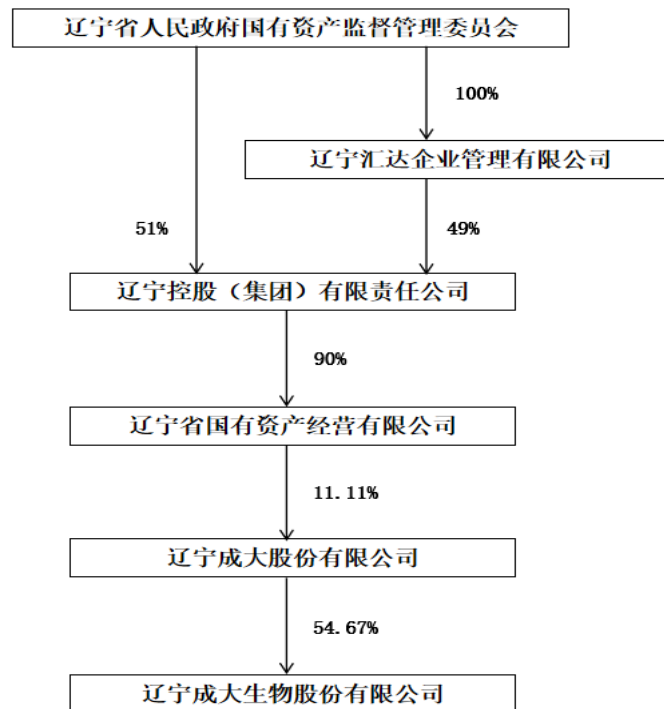 辽宁省人民政府国有资产监督管理委员会
100%
辽宁汇达企业管理有限公司
51%
49%
辽宁控股（集团）有限责任公司
90%
辽宁省国有资产经营有限公司
11.11%
辽宁成大股份有限公司
54.67%
辽宁成大生物股份有限公司